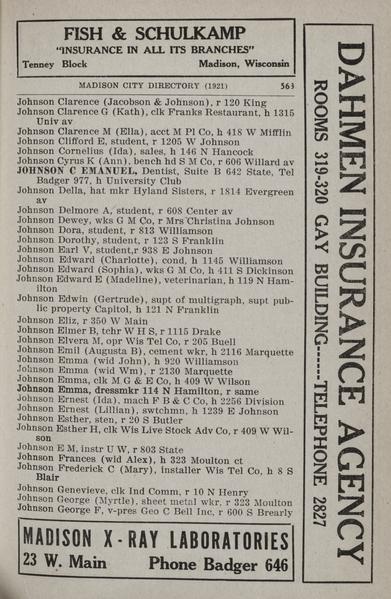 FISH & SCHULKAMP
"INSURANCE IN ALL ITS BRANCHES"
Tenney Block Madison, Wisconsin
MADISON CITY DIRECTORY (1921) 563
Johnson Clarence (Jacobson & Johnson), r 120 King
Johnson Clarence G (Kath), clk Franks Restaurant, h 1315
Univ av
Johnson Clarence M (Ella), acct M Pl Co, h 418 W Mifflin
Johnson Clifford E, student, r 1205 W Johnson
Johnson Cornelius (Ida), sales, h 146 N Hancock
Johnson Cyrus K (Ann), bench hd S M Co, r 606 Willard av
JOHNSON C EMANUEL, Dentist, Suite B 642 State, Tel
Badger 977, h University Club
Johnson Della, hat mkr Hyland Sisters, r 1814 Evergreen
av
Johnson Delmore A, student, r 608 Center av
Johnson Dewey, wks G M Co, r Mrs Christina Johnson
Johnson Dora, student, r 813 Williamson
Johnson Dorothy, student, r 123 S Franklin
Johnson Earl V, student,r 938 E Johnson
Johnson Edward (Charlotte), cond, h 1145 Williamson
Johnson Edward (Sophia), wks G M Co, h 411 S Dickinson
Johnson Edward E (Madeline), veterinarian, h 119 N Ham-
ilton
Johnson Edwin (Gertrude), supt of multigraph, supt pub-
lic property Capitol, h 121 N Franklin
Johnson Eliz, r 350 W Main
Johnson Elmer B, tchr W H S, r 1115 Drake
Johnson Elvera M, opr Wis Tel Co, r 205 Buell
Johnson Emil (Augusta B), cement wkr, h 2116 Marquette
Johnson Emma (wid John), h 920 Williamson
Johnson Emma (wid Wm), r 2130 Marquette
Johnson Emma, clk M G & E Co, h 409 W Wilson
Johnson Emma, dressmkr 114 N Hamilton, r same
Johnson Ernest (Ida), mach F B & C Co, h 2256 Division
Johnson Ernest (Lillian), swtchmn, h 1239 E Johnson
Johnson Esther, sten, r 20 S Butler
Johnson Esther H, clk Wis Live Stock Adv Co, r 409 W Wil-
son
Johnson E M, instr U W, r 803 State
Johnson Frances (wid Alex), h 323 Moulton ct
Johnson Frederick C (Mary), installer Wis Tel Co, h 8 S
Blair
Johnson Genevieve, clk Ind Comm, r 10 N Henry
Johnson George (Myrtle), sheet metal wkr, r 323 Moulton
Johnson George F, v-pres Geo C Bell Inc, r 600 S Brearly
MADISON X-RAY LABORATORIES
23 W. Main Phone Badger 646
DAHMEN INSURANCE AGENCY
ROOMS 319-320 GAY BUILDING------TELEPHONE 2827